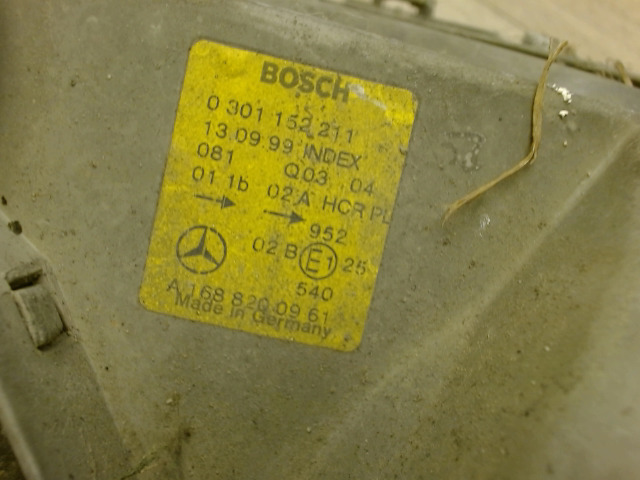 BOSCH
0 301 152 211
13.09.99 INDEX
081 Q03 04
01 1b 02 A HCR PL
952
02 B E1 25
540
A 168 820 09 61
Made in Germany